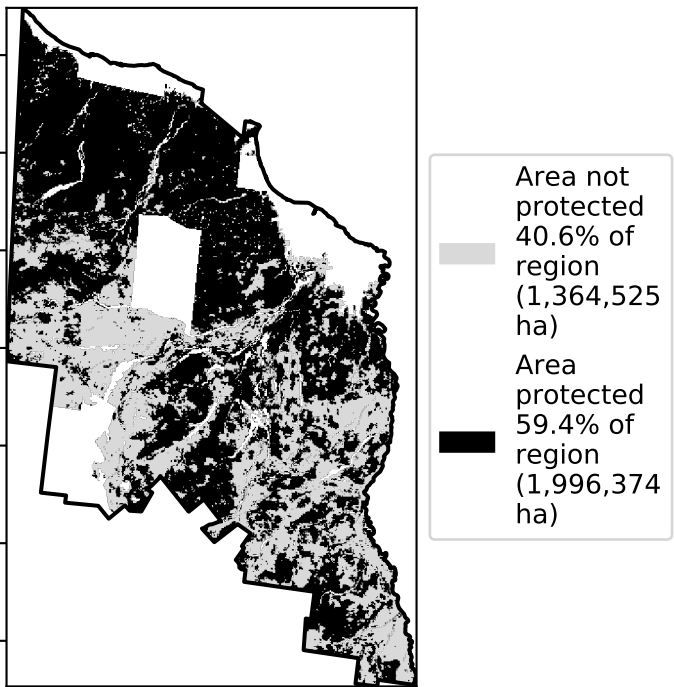 Area not
protected
40.6% of
region
(1,364,525
ha)
Area
protected
59.4% of
region
(1,996,374
ha)